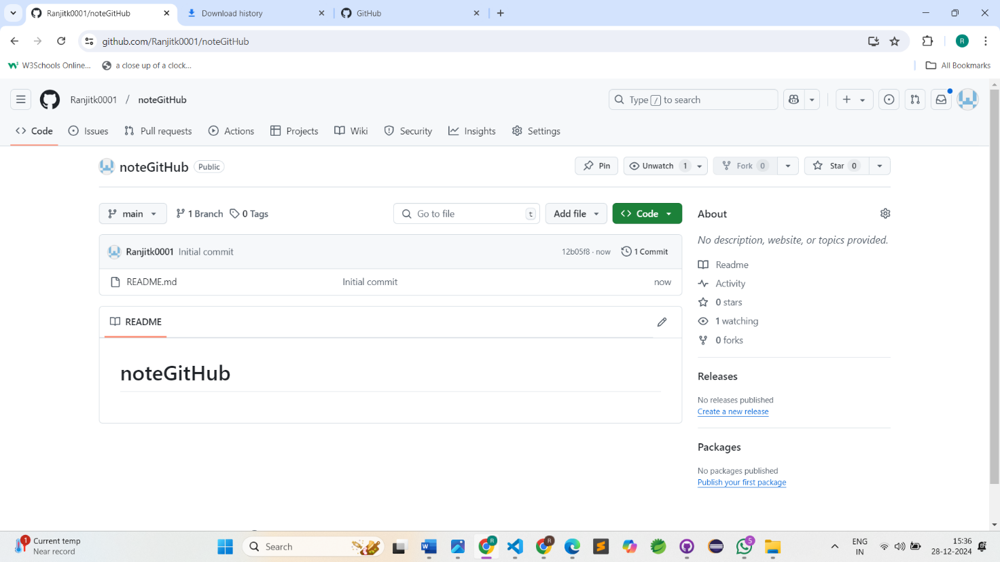 Ranjitk0001/noteGitHub
Download history
GitHub
github.com/Ranjitk0001/noteGitHub
R
W3Schools Online...
a close up of a clock...
All Bookmarks
Ranjitk0001 / noteGitHub
Type / to search
Code
Issues
Pull requests
Actions
Projects
Wiki
Security
Insights
Settings
noteGitHub Public
Pin
Unwatch 1
Fork 0
Star 0
main
1 Branch
0 Tags
Go to file t
Add file
Code
Ranjitk0001 Initial commit 12b05f8 · now 1 Commit
README.md Initial commit now
README
noteGitHub
About
No description, website, or topics provided.
Readme
Activity
0 stars
1 watching
0 forks
Releases
No releases published
Create a new release
Packages
No packages published
Publish your first package
1
Current temp
Near record
Search
W
R
R
S
5
ENG
IN
15:36
28-12-2024